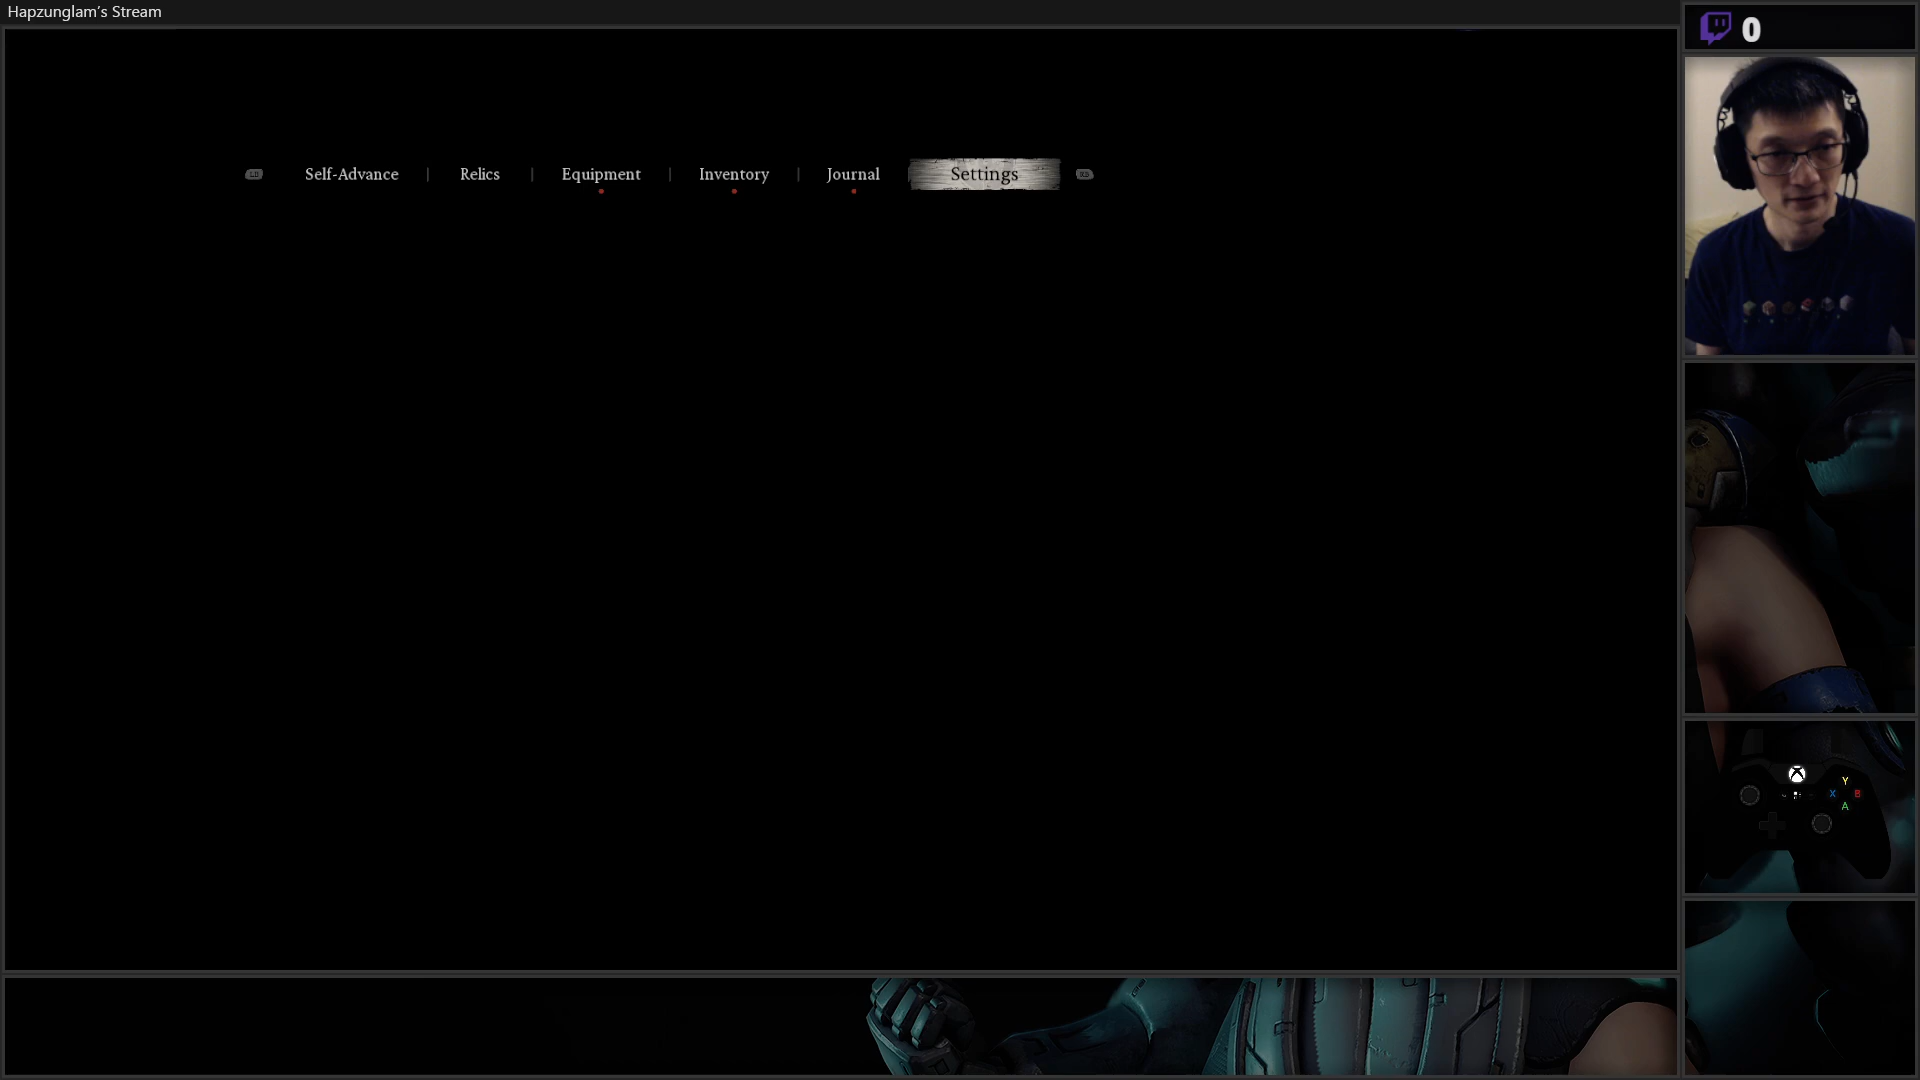 Hapzunglam's Stream
0
Self-Advance | Relics | Equipment | Inventory | Journal | Settings
Y
X B
A